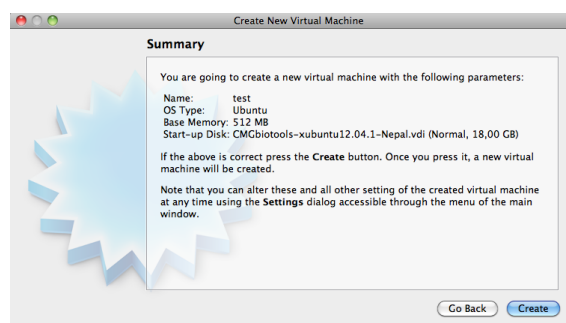 Create New Virtual Machine
Summary
You are going to create a new virtual machine with the following parameters:
Name: test
OS Type: Ubuntu
Base Memory: 512 MB
Start-up Disk: CMGbiotools-xubuntu12.04.1-Nepal.vdi (Normal, 18,00 GB)
If the above is correct press the Create button. Once you press it, a new virtual
machine will be created.
Note that you can alter these and all other setting of the created virtual machine
at any time using the Settings dialog accessible through the menu of the main
window.
Go Back Create